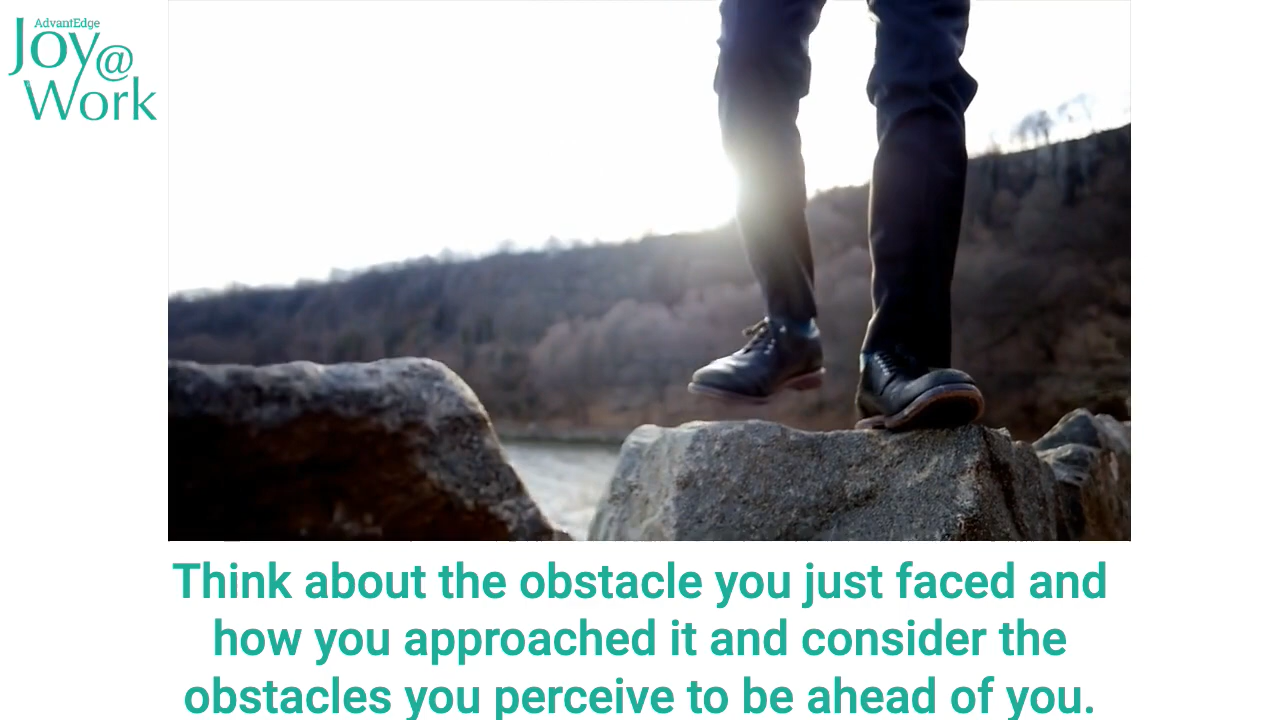 AdvantEdge
Joy@
Work
Think about the obstacle you just faced and
how you approached it and consider the
obstacles you perceive to be ahead of you.